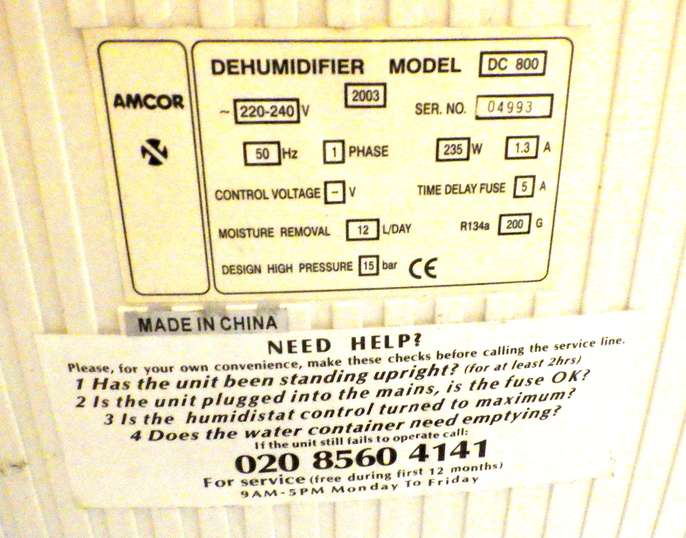 AMCOR
DEHUMIDIFIER MODEL DC 800
~ 220-240 V 2003 SER. NO. 04993
50 Hz 1 PHASE 235 W 1.3 A
CONTROL VOLTAGE – V TIME DELAY FUSE 5 A
MOISTURE REMOVAL 12 L/DAY R134a 200 G
DESIGN HIGH PRESSURE 15 bar CE
MADE IN CHINA
NEED HELP?
Please, for your own convenience, make these checks before calling the service line.
1 Has the unit been standing upright? (for at least 2hrs)
2 Is the unit plugged into the mains, is the fuse OK?
3 Is the humidistat control turned to maximum?
4 Does the water container need emptying?
If the unit still fails to operate call:
020 8560 4141
For service (free during first 12 months)
9AM-5PM Monday To Friday